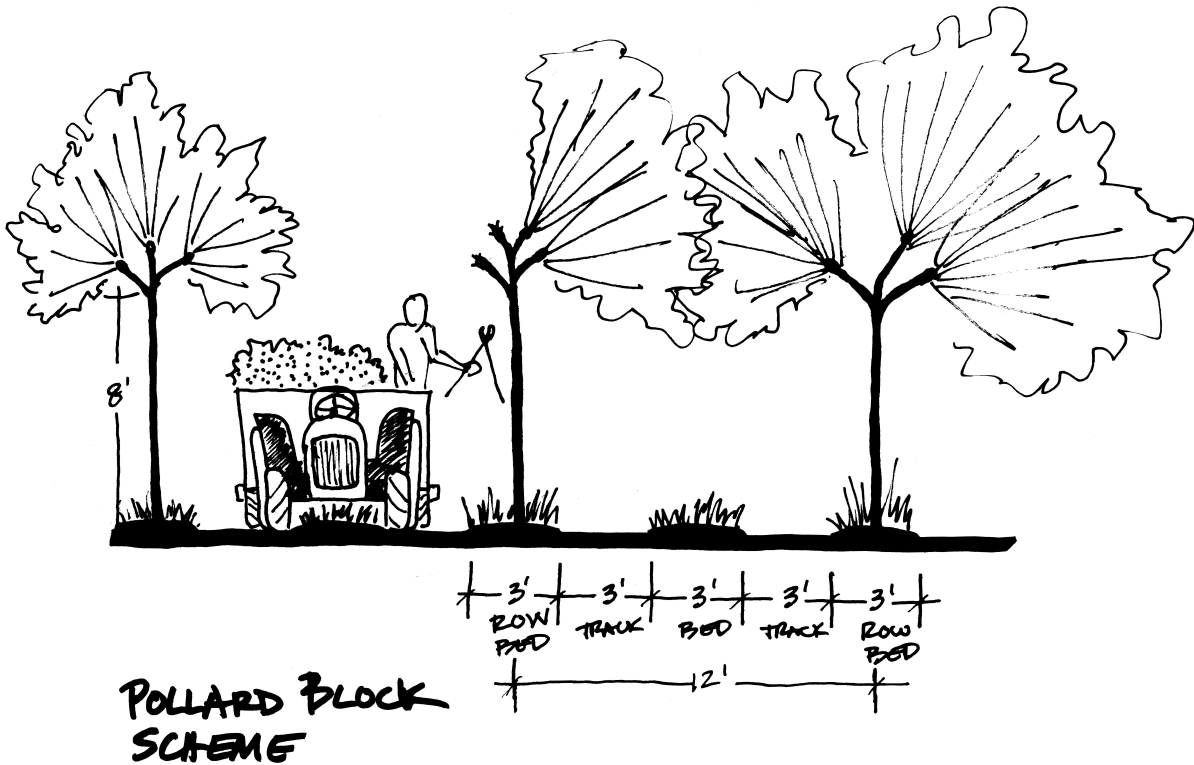 8'
3' 3' 3' 3' 3'
ROW BED TRACK BED TRACK ROW BED
12'
POLLARD BLOCK
SCHEME